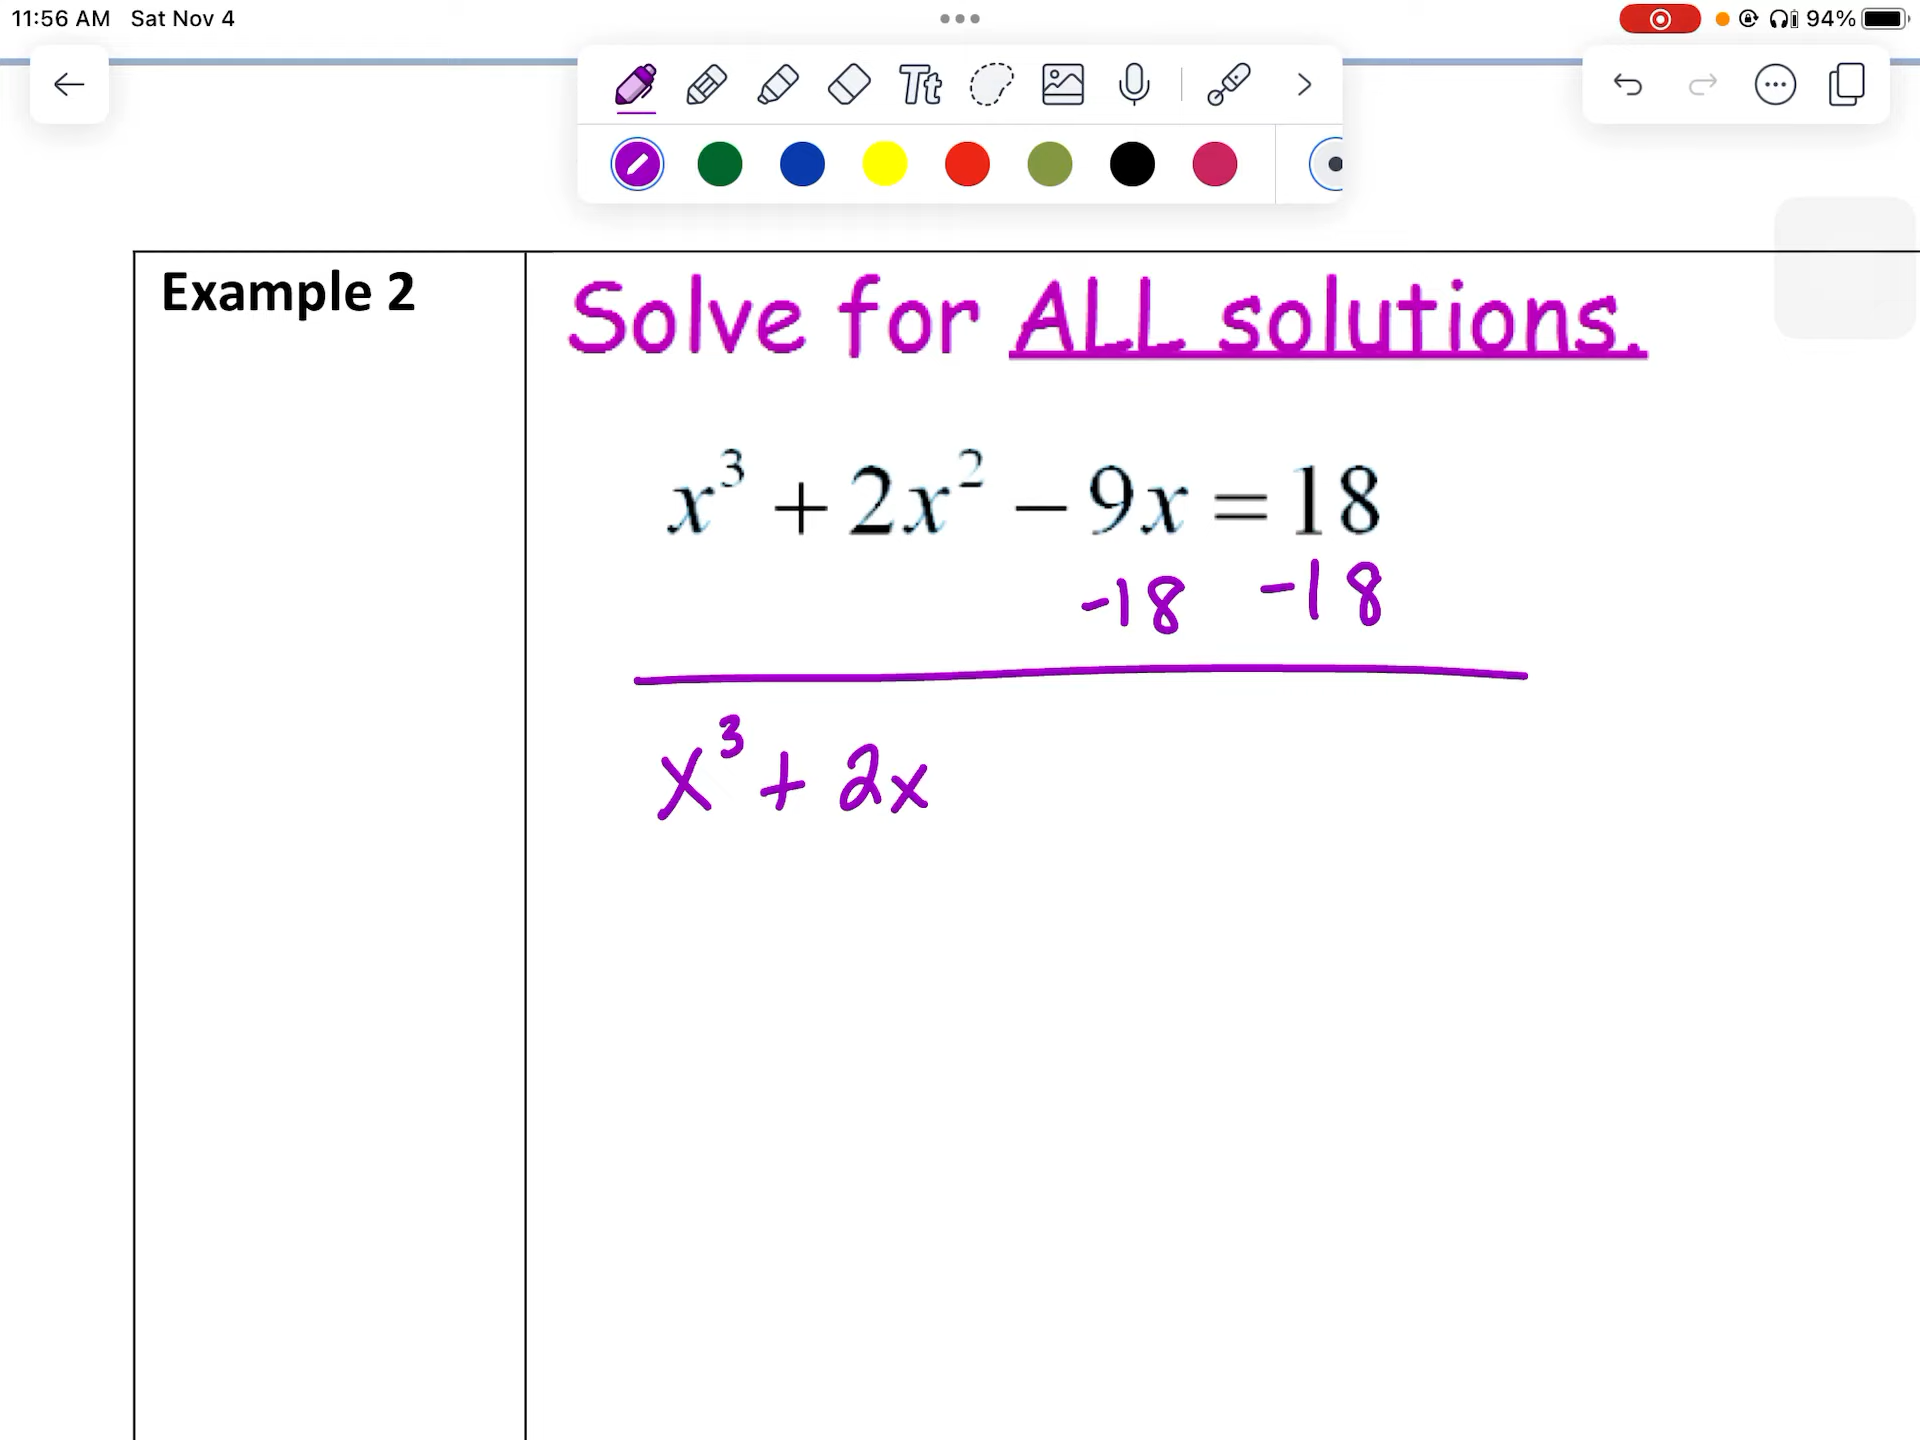 11:56 AM Sat Nov 4
94%
Tt
Example 2
Solve for ALL solutions.
x³ + 2x² − 9x = 18
-18 -18
x³ + 2x